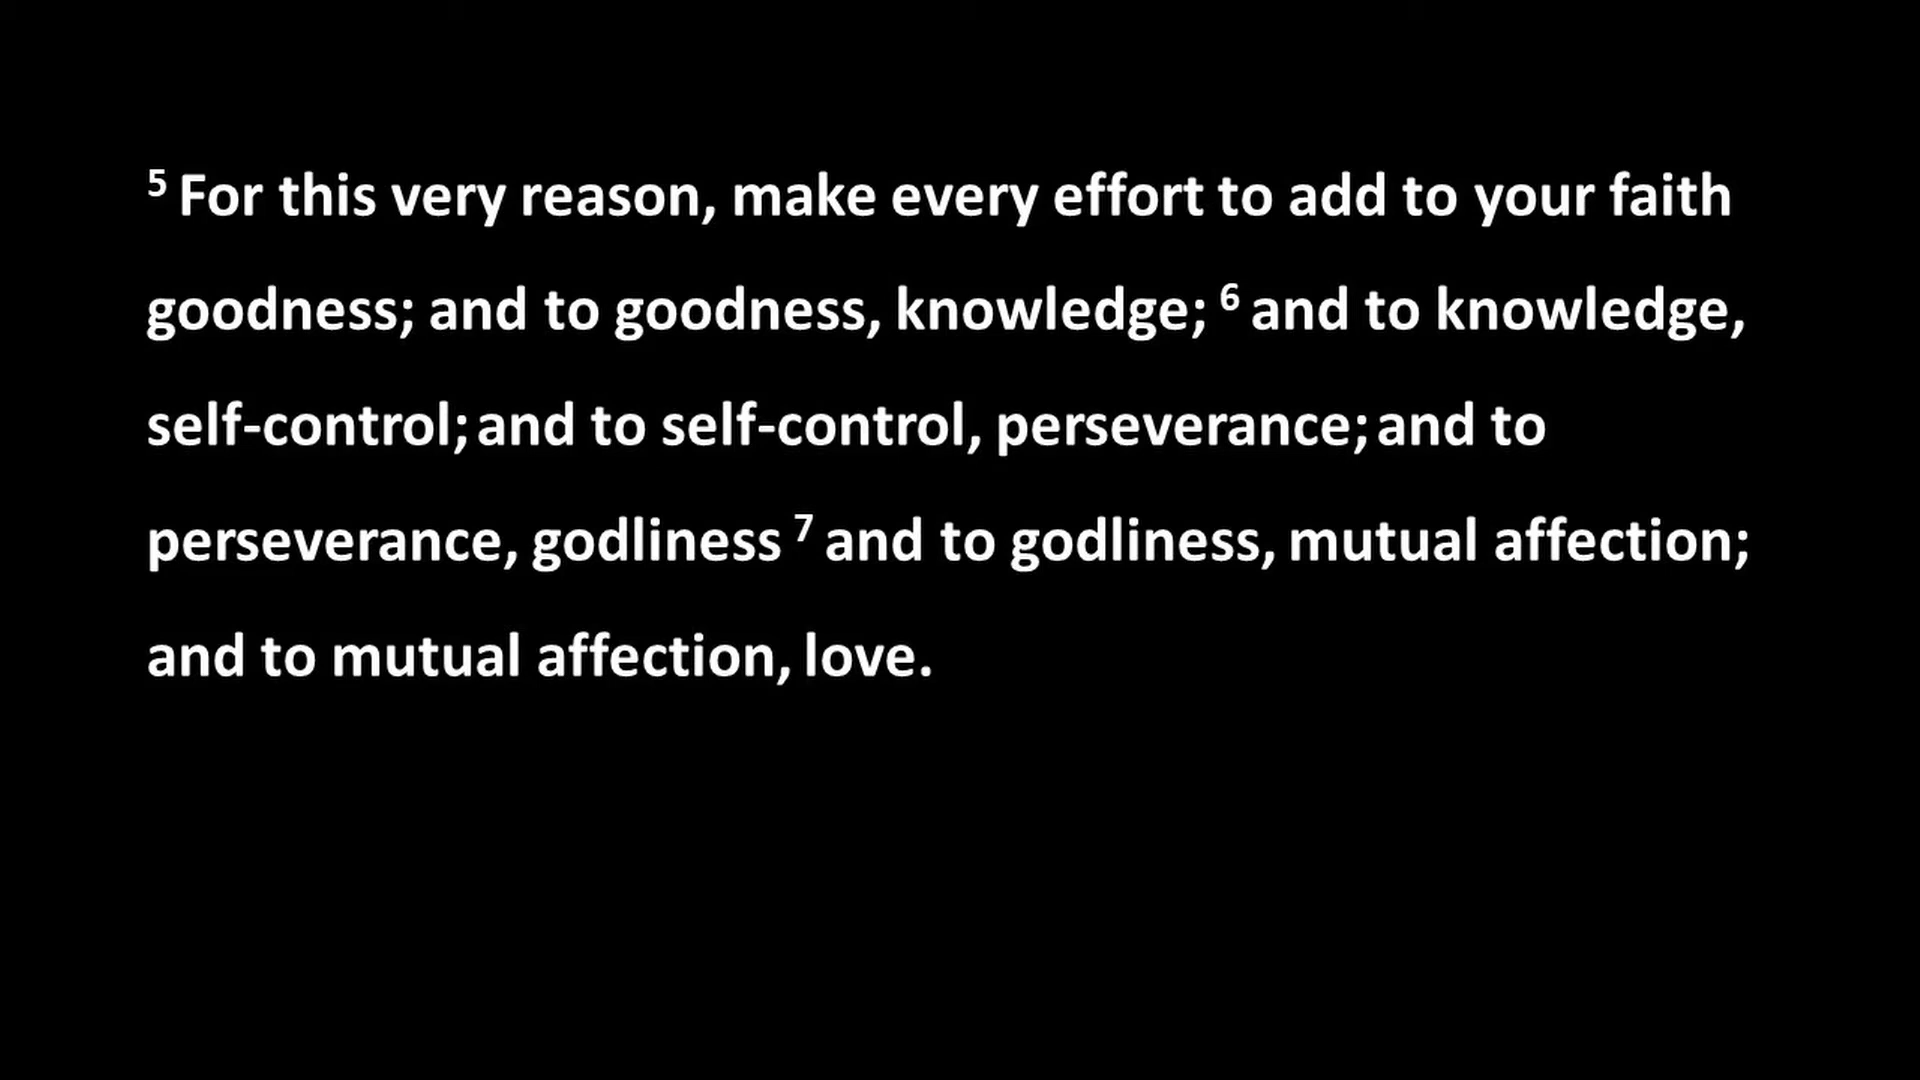 5 For this very reason, make every effort to add to your faith
goodness; and to goodness, knowledge; 6 and to knowledge,
self-control; and to self-control, perseverance; and to
perseverance, godliness 7 and to godliness, mutual affection;
and to mutual affection, love.